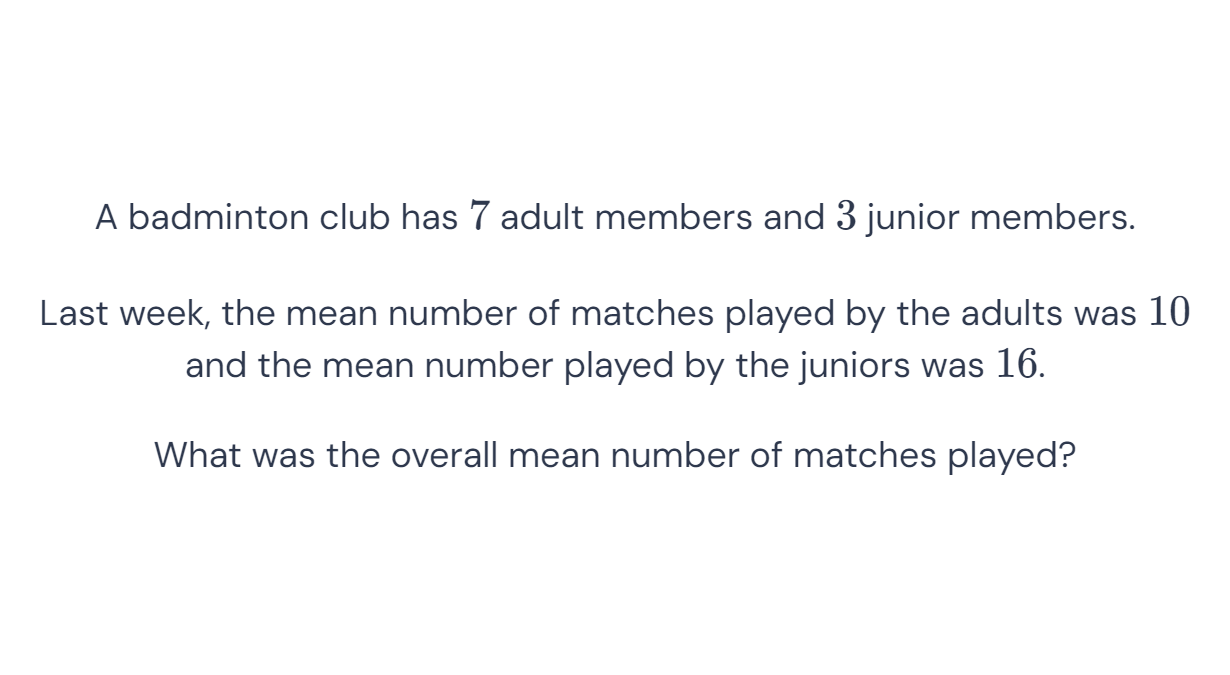 A badminton club has 7 adult members and 3 junior members.
Last week, the mean number of matches played by the adults was 10
and the mean number played by the juniors was 16.
What was the overall mean number of matches played?